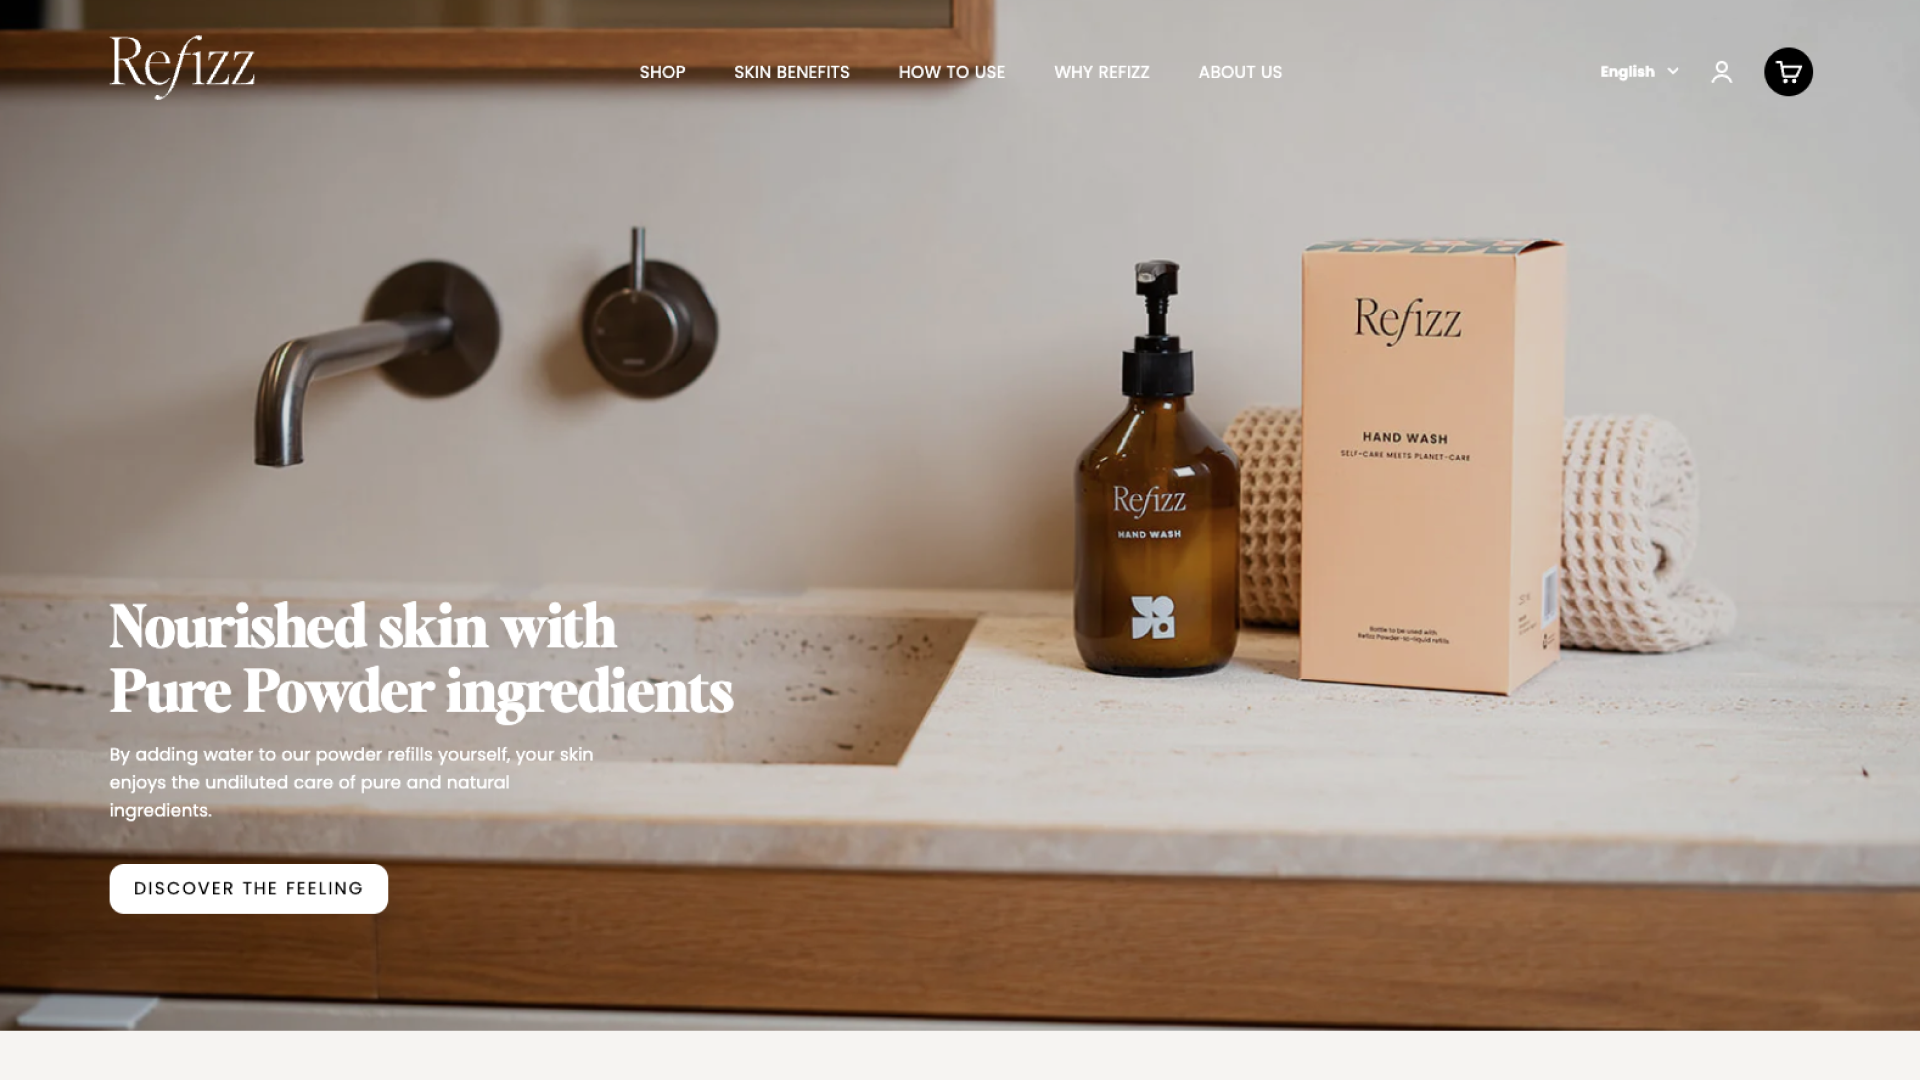 Refizz
SHOP
SKIN BENEFITS
HOW TO USE
WHY REFIZZ
ABOUT US
English
Refizz
HAND WASH
SELF-CARE MEETS PLANET-CARE
Bottle to be used with
Refizz Powder-to-liquid refills
Refizz
HAND WASH
Nourished skin with
Pure Powder ingredients
By adding water to our powder refills yourself, your skin
enjoys the undiluted care of pure and natural
ingredients.
DISCOVER THE FEELING